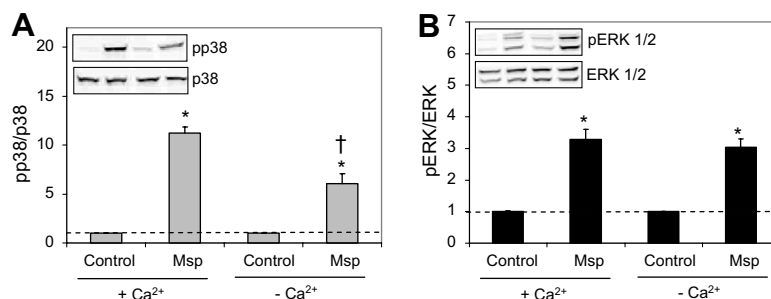 A
pp38/p38
20
15
10
5
0
pp38
p38
*
†
*
Control Msp Control Msp
+ Ca²⁺ - Ca²⁺
B
pERK/ERK
7
6
5
4
3
2
1
0
pERK 1/2
ERK 1/2
*
*
Control Msp Control Msp
+ Ca²⁺ - Ca²⁺